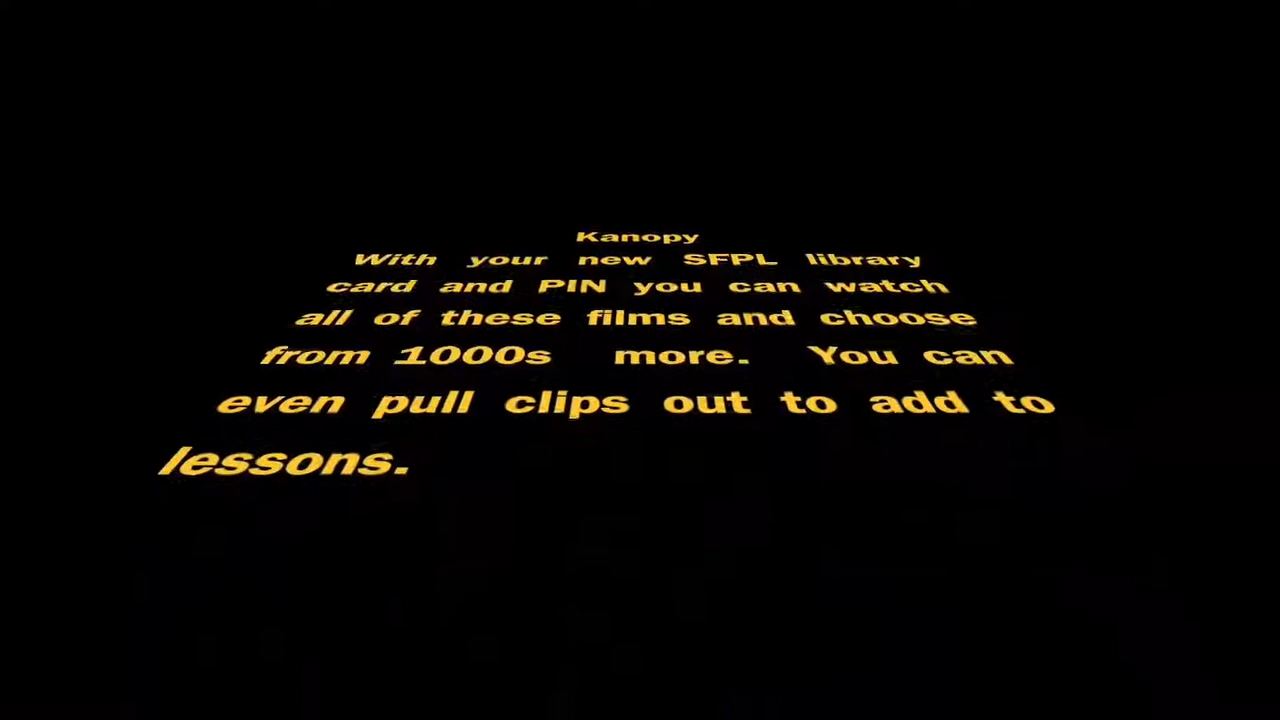 Kanopy
With your new SFPL library
card and PIN you can watch
all of these films and choose
from 1000s more. You can
even pull clips out to add to
lessons.